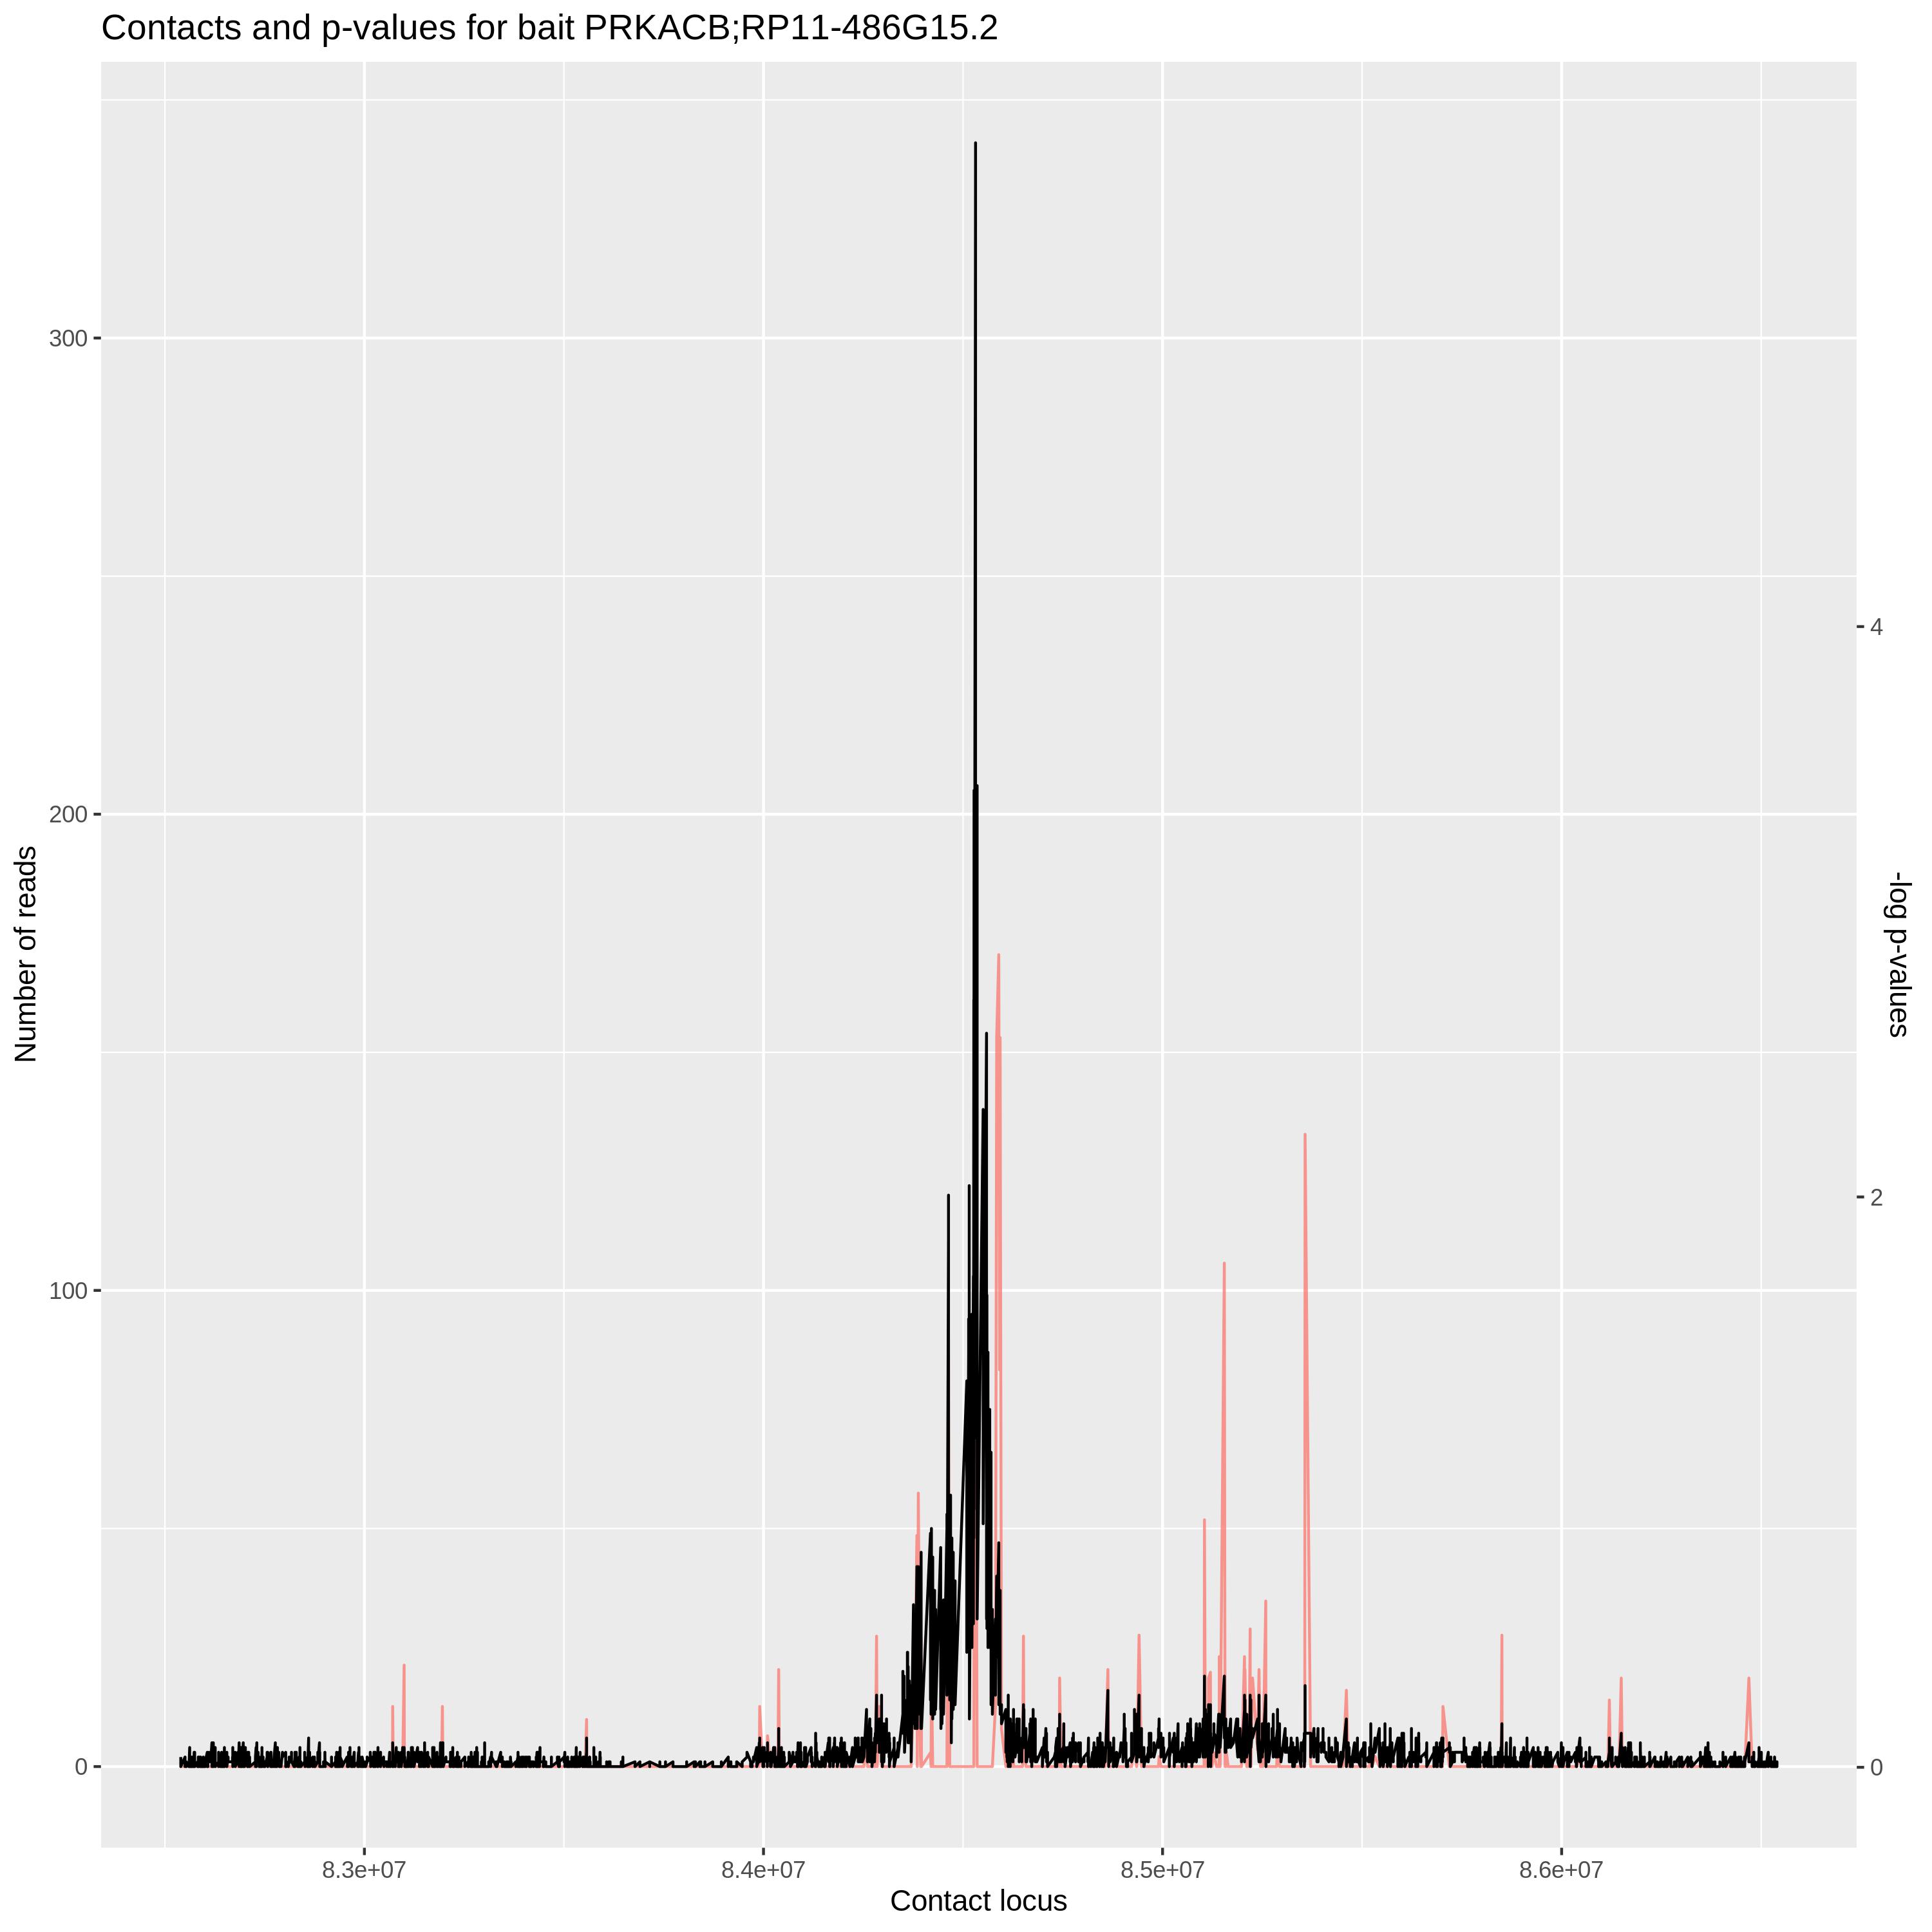 Contacts and p-values for bait PRKACB;RP11-486G15.2
300
200
100
0
Number of reads
4
2
0
-log p-values
8.3e+07
8.4e+07
8.5e+07
8.6e+07
Contact locus